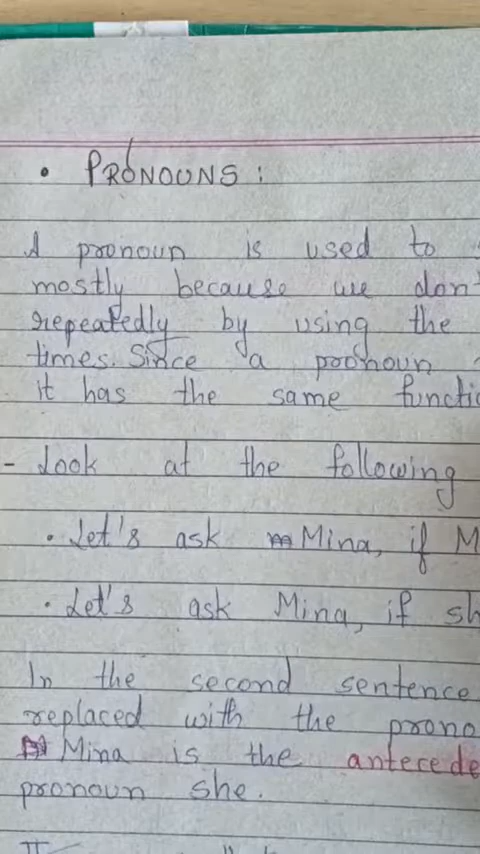 • PRONOUNS :
A pronoun is used to
mostly because we don'
repeatedly by using the
times. Since a pronoun
it has the same functi
- Look at the following
• Let's ask Mina, if M
• Let's ask Mina, if sh
In the second sentence
replaced with the prono
Mina is the antecede
pronoun she.